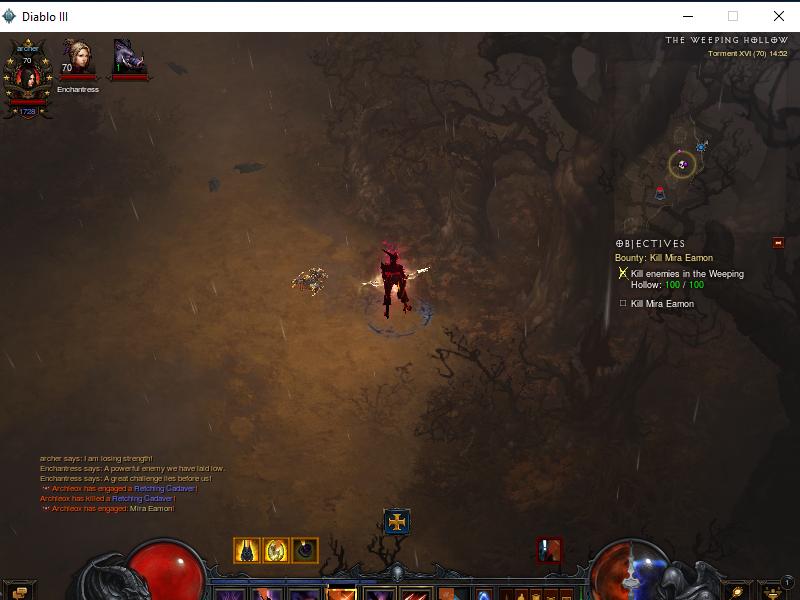 Diablo III
THE WEEPING HOLLOW
Torment XVI (70) 14:52
archer
70
70
1
Enchantress
1728
OBJECTIVES
Bounty: Kill Mira Eamon
Kill enemies in the Weeping
Hollow: 100 / 100
Kill Mira Eamon
archer says: I am losing strength!
Enchantress says: A powerful enemy we have laid low.
Enchantress says: A great challenge lies before us!
Archleox has engaged a Retching Cadaver!
Archleox has killed a Retching Cadaver!
Archleox has engaged: Mira Eamon!
1